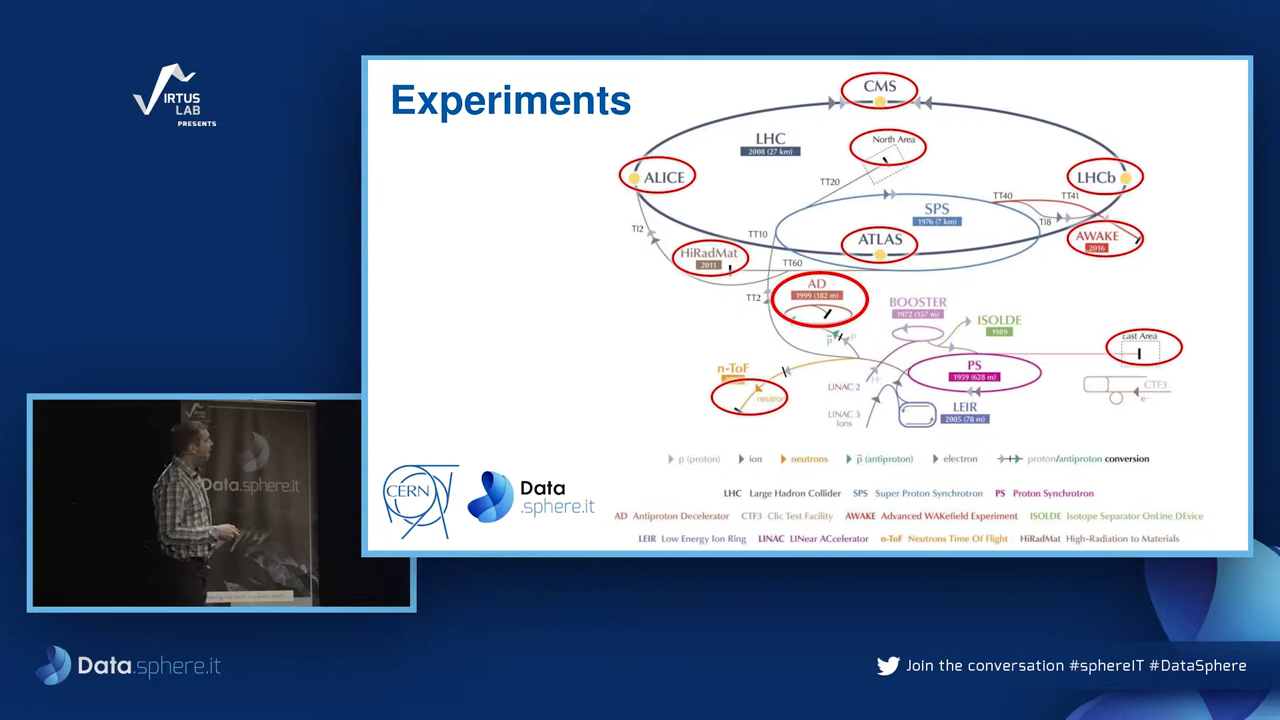 VIRTUS
LAB
PRESENTS
Experiments
CMS
LHC
2008 (27 km)
North Area
ALICE
TT20
LHCb
TT40
TT41
SPS
1976 (7 km)
TI2
TT10
TI8
ATLAS
AWAKE
2016
HiRadMat
2011
TT60
AD
1999 (182 m)
TT2
BOOSTER
1972 (157 m)
ISOLDE
1989
p
p̅
East Area
n-ToF
PS
1959 (628 m)
LINAC 2
neutron
CTF3
e-
LINAC 3
Ions
LEIR
2005 (78 m)
p (proton) ion neutrons p̅ (antiproton) electron proton/antiproton conversion
CERN
Data
.sphere.it
LHC Large Hadron Collider SPS Super Proton Synchrotron PS Proton Synchrotron
AD Antiproton Decelerator CTF3 Clic Test Facility AWAKE Advanced WAKefield Experiment ISOLDE Isotope Separator OnLine DEvice
LEIR Low Energy Ion Ring LINAC LINear ACcelerator n-ToF Neutrons Time Of Flight HiRadMat High-Radiation to Materials
Data.sphere.it
Data.sphere.it
Join the conversation #sphereIT #DataSphere